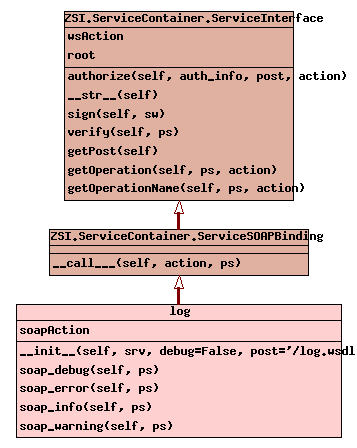 ZSI.ServiceContainer.ServiceInterface
wsAction
root
authorize(self, auth_info, post, action)
__str__(self)
sign(self, sw)
verify(self, ps)
getPost(self)
getOperation(self, ps, action)
getOperationName(self, ps, action)
ZSI.ServiceContainer.ServiceSOAPBinding
__call___(self, action, ps)
log
soapAction
__init__(self, srv, debug=False, post='/log.wsdl
soap_debug(self, ps)
soap_error(self, ps)
soap_info(self, ps)
soap_warning(self, ps)